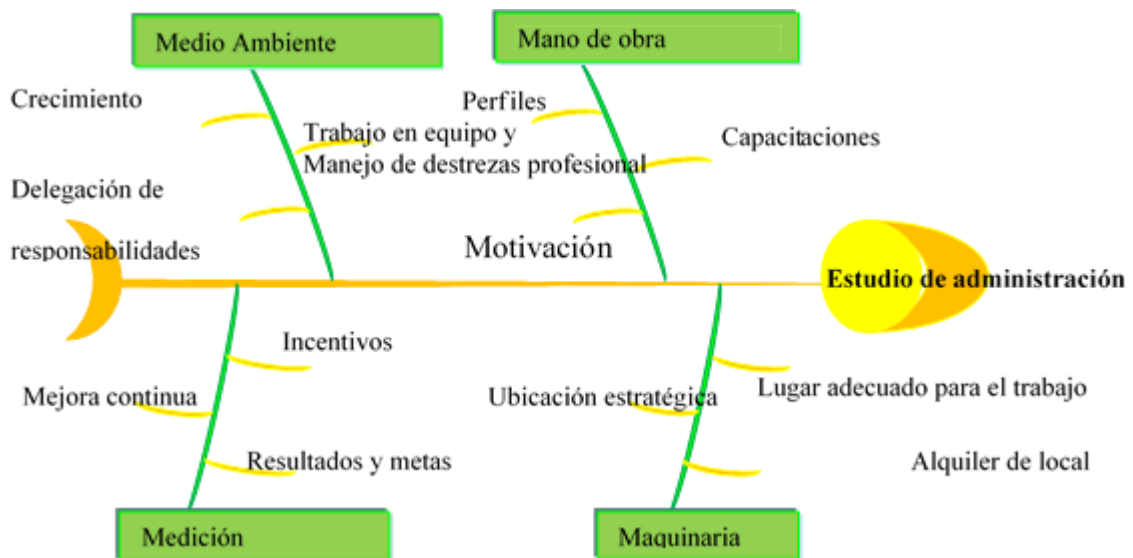 Medio Ambiente
Mano de obra
Crecimiento
Perfiles
Trabajo en equipo y
Manejo de destrezas profesional
Capacitaciones
Delegación de
responsabilidades
Motivación
Estudio de administración
Incentivos
Mejora continua
Resultados y metas
Ubicación estratégica
Lugar adecuado para el trabajo
Alquiler de local
Medición
Maquinaria